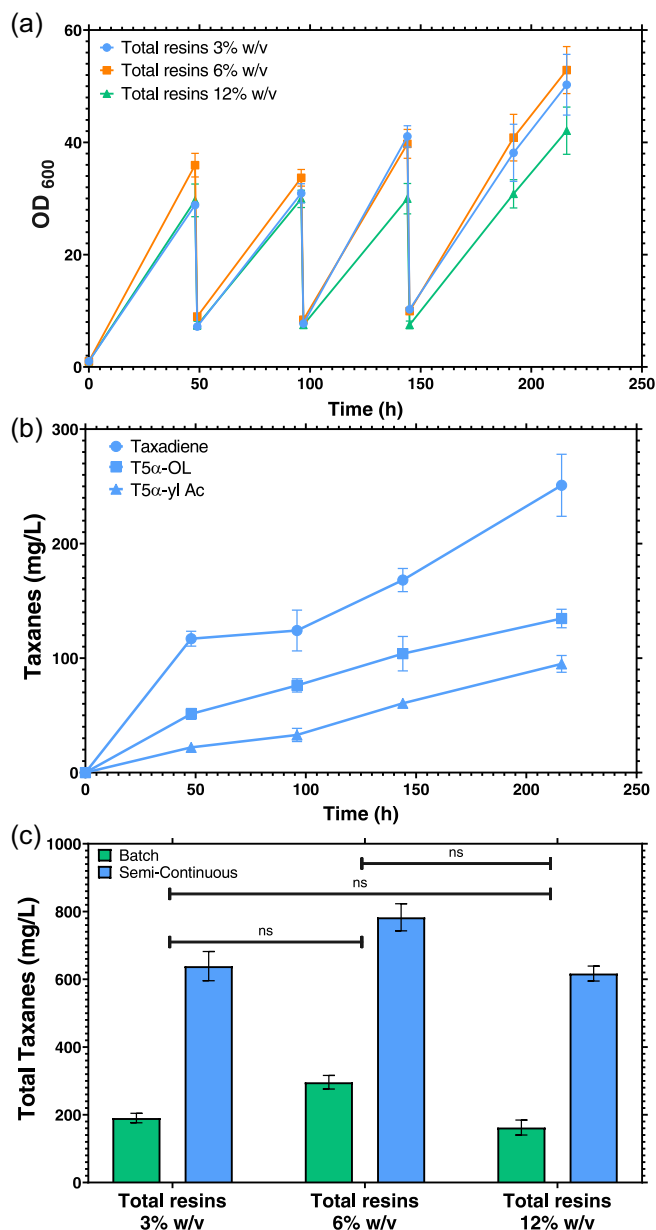 (a)
60
40
20
0
OD 600
Total resins 3% w/v
Total resins 6% w/v
Total resins 12% w/v
0 50 100 150 200 250
Time (h)
(b)
300
200
100
0
Taxanes (mg/L)
Taxadiene
T5α-OL
T5α-yl Ac
0 50 100 150 200 250
Time (h)
(c)
1000
800
600
400
200
0
Total Taxanes (mg/L)
Batch
Semi-Continuous
ns
ns
ns
Total resins Total resins Total resins
3% w/v 6% w/v 12% w/v